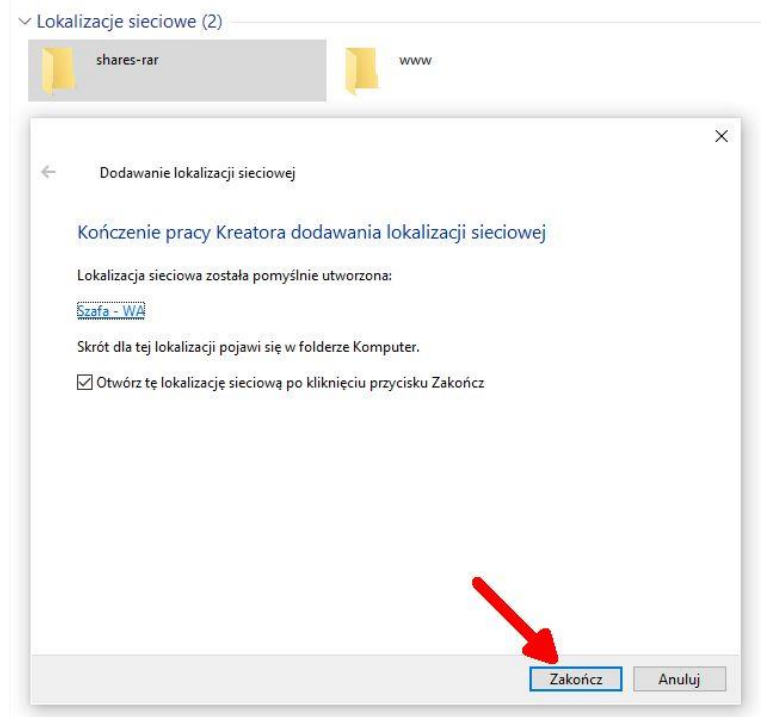 Lokalizacje sieciowe (2)
shares-rar
www
Dodawanie lokalizacji sieciowej
Kończenie pracy Kreatora dodawania lokalizacji sieciowej
Lokalizacja sieciowa została pomyślnie utworzona:
Szafa - WA
Skrót dla tej lokalizacji pojawi się w folderze Komputer.
Otwórz tę lokalizację sieciową po kliknięciu przycisku Zakończ
Zakończ
Anuluj